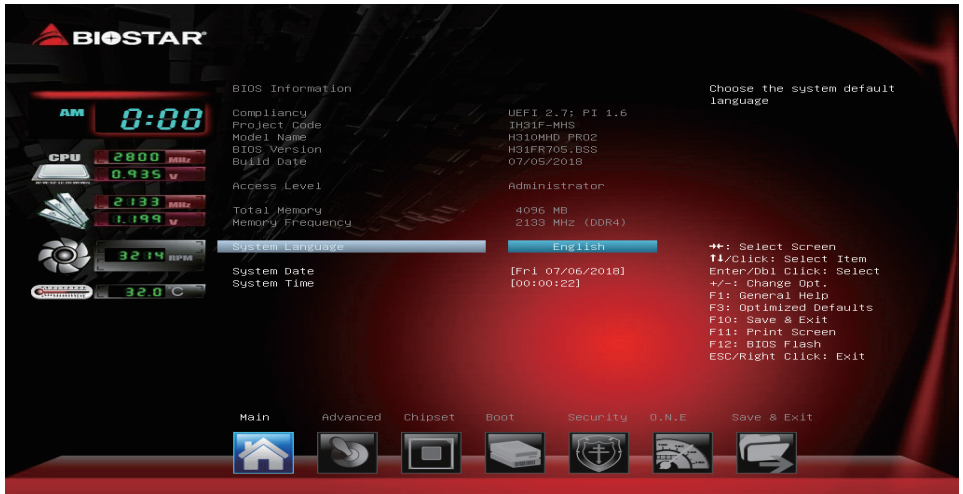 BIOSTAR
BIOS Information
Choose the system default
language
AM 0:00
Compliancy UEFI 2.7; PI 1.6
Project Code IH31F-MHS
Model Name H310MHD PRO2
BIOS Version H31FR705.BSS
Build Date 07/05/2018
CPU 2800 MHz
0.935 V
Access Level Administrator
2133 MHz
1.199 V
Total Memory 4096 MB
Memory Frequency 2133 MHz (DDR4)
3214 RPM
System Language English
System Date [Fri 07/06/2018]
System Time [00:00:22]
32.0 C
→←: Select Screen
↑↓/Click: Select Item
Enter/Dbl Click: Select
+/-: Change Opt.
F1: General Help
F3: Optimized Defaults
F10: Save & Exit
F11: Print Screen
F12: BIOS Flash
ESC/Right Click: Exit
Main Advanced Chipset Boot Security O.N.E Save & Exit